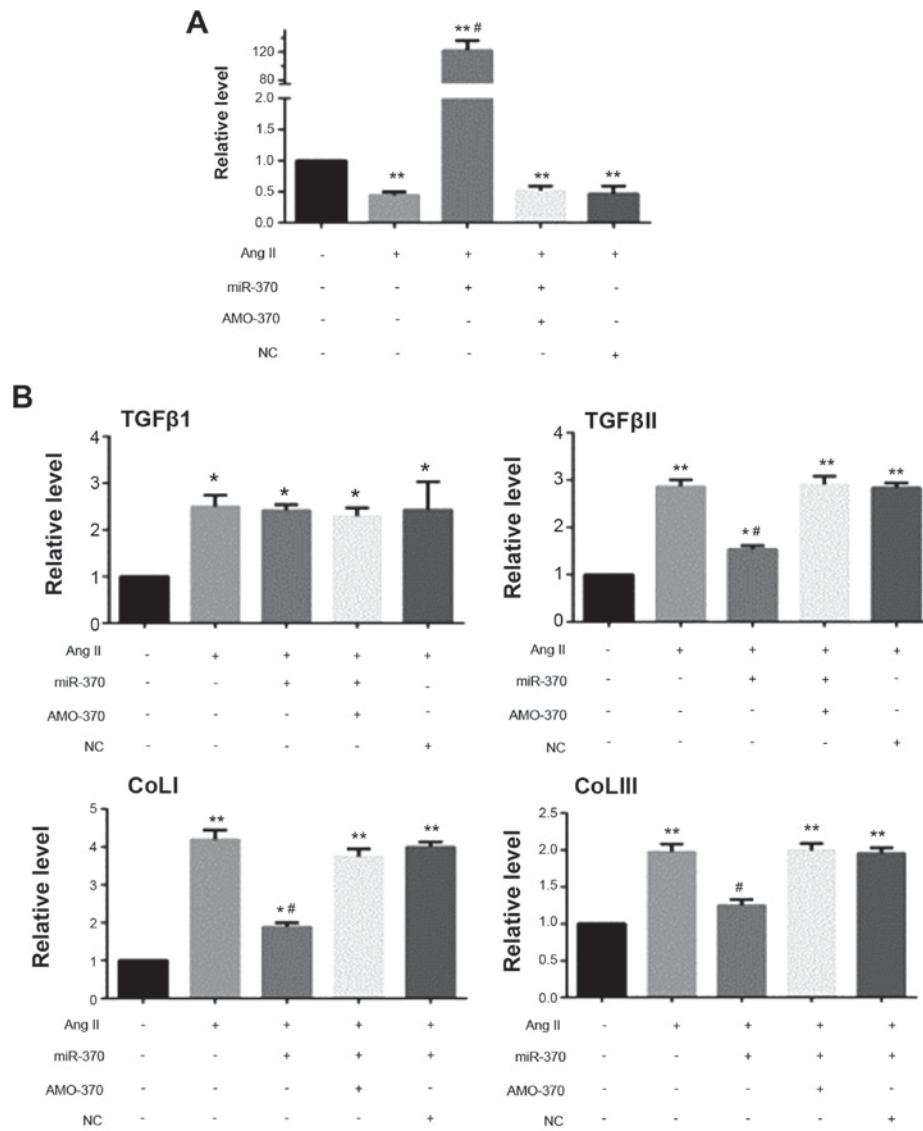 A
Relative level
120
80
2.0
1.5
1.0
0.5
0.0
** **# ** **
Ang II - + + + +
miR-370 - - + + -
AMO-370 - - - + -
NC - - - - +
B
TGFβ1
Relative level
4
3
2
1
0
* * * *
Ang II - + + + +
miR-370 - - + + -
AMO-370 - - - + -
NC - - - - +
TGFβII
Relative level
4
3
2
1
0
** *# ** **
Ang II - + + + +
miR-370 - - + + -
AMO-370 - - - + -
NC - - - - +
CoLI
Relative level
5
4
3
2
1
0
** *# ** **
Ang II - + + + +
miR-370 - - + + +
AMO-370 - - - + -
NC - - - - +
CoLIII
Relative level
2.5
2.0
1.5
1.0
0.5
0.0
** # ** **
Ang II - + + + +
miR-370 - - + + +
AMO-370 - - - + -
NC - - - - +